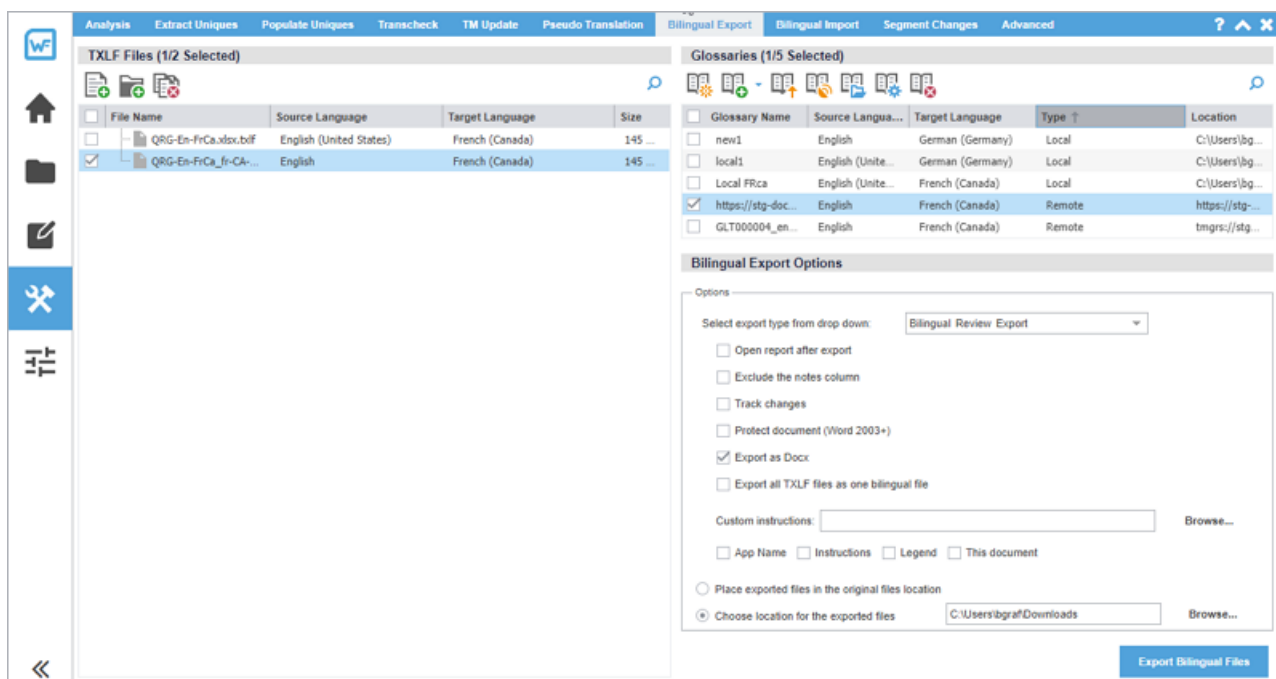 Analysis Extract Uniques Populate Uniques Transcheck TM Update Pseudo Translation Bilingual Export Bilingual Import Segment Changes Advanced ?
WF
TXLF Files (1/2 Selected)
File Name Source Language Target Language Size
QRG-En-FrCa.xlsx.txlf English (United States) French (Canada) 145 ...
QRG-En-FrCa_fr-CA-... English French (Canada) 145 ...
Glossaries (1/5 Selected)
Glossary Name Source Langua... Target Language Type ↑ Location
new1 English German (Germany) Local C:\Users\bg...
local1 English (Unite... German (Germany) Local C:\Users\bg...
Local FRca English (Unite... French (Canada) Local C:\Users\bg...
https://stg-doc... English French (Canada) Remote https://stg-...
GLT000004_en... English French (Canada) Remote tmgrs://stg...
Bilingual Export Options
Options
Select export type from drop down: Bilingual Review Export
Open report after export
Exclude the notes column
Track changes
Protect document (Word 2003+)
Export as Docx
Export all TXLF files as one bilingual file
Custom instructions: Browse...
App Name Instructions Legend This document
Place exported files in the original files location
Choose location for the exported files C:\Users\bgraf\Downloads Browse...
Export Bilingual Files